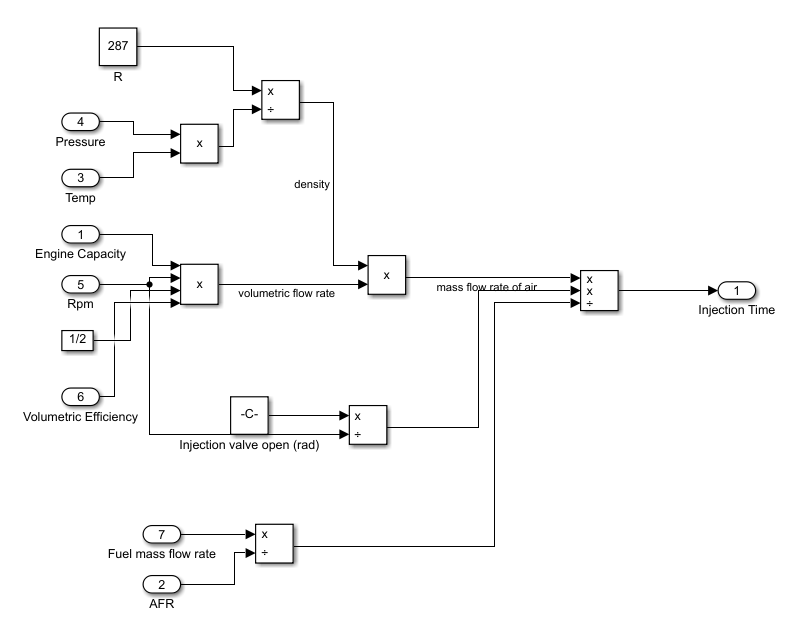 287
R
x
÷
4
Pressure
x
3
Temp
density
1
Engine Capacity
5
Rpm
x
volumetric flow rate
x
mass flow rate of air
x
x
÷
1
Injection Time
1/2
6
Volumetric Efficiency
-C-
Injection valve open (rad)
x
÷
7
Fuel mass flow rate
x
÷
2
AFR